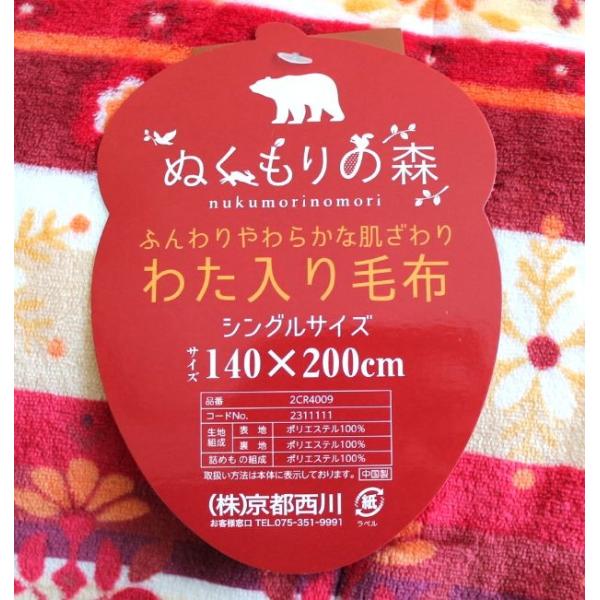 ぬくもりの森
nukumorinomori
ふんわりやわらかな肌ざわり
わた入り毛布
シングルサイズ
サイズ 140×200cm
品番 2CR4009
コードNo. 2311111
生地組成 表地 ポリエステル100%
裏地 ポリエステル100%
詰めもの組成 ポリエステル100%
取扱い方法は本体に表示しております。 中国製
(株)京都西川
お客様窓口 TEL.075-351-9991
紙
ラベル